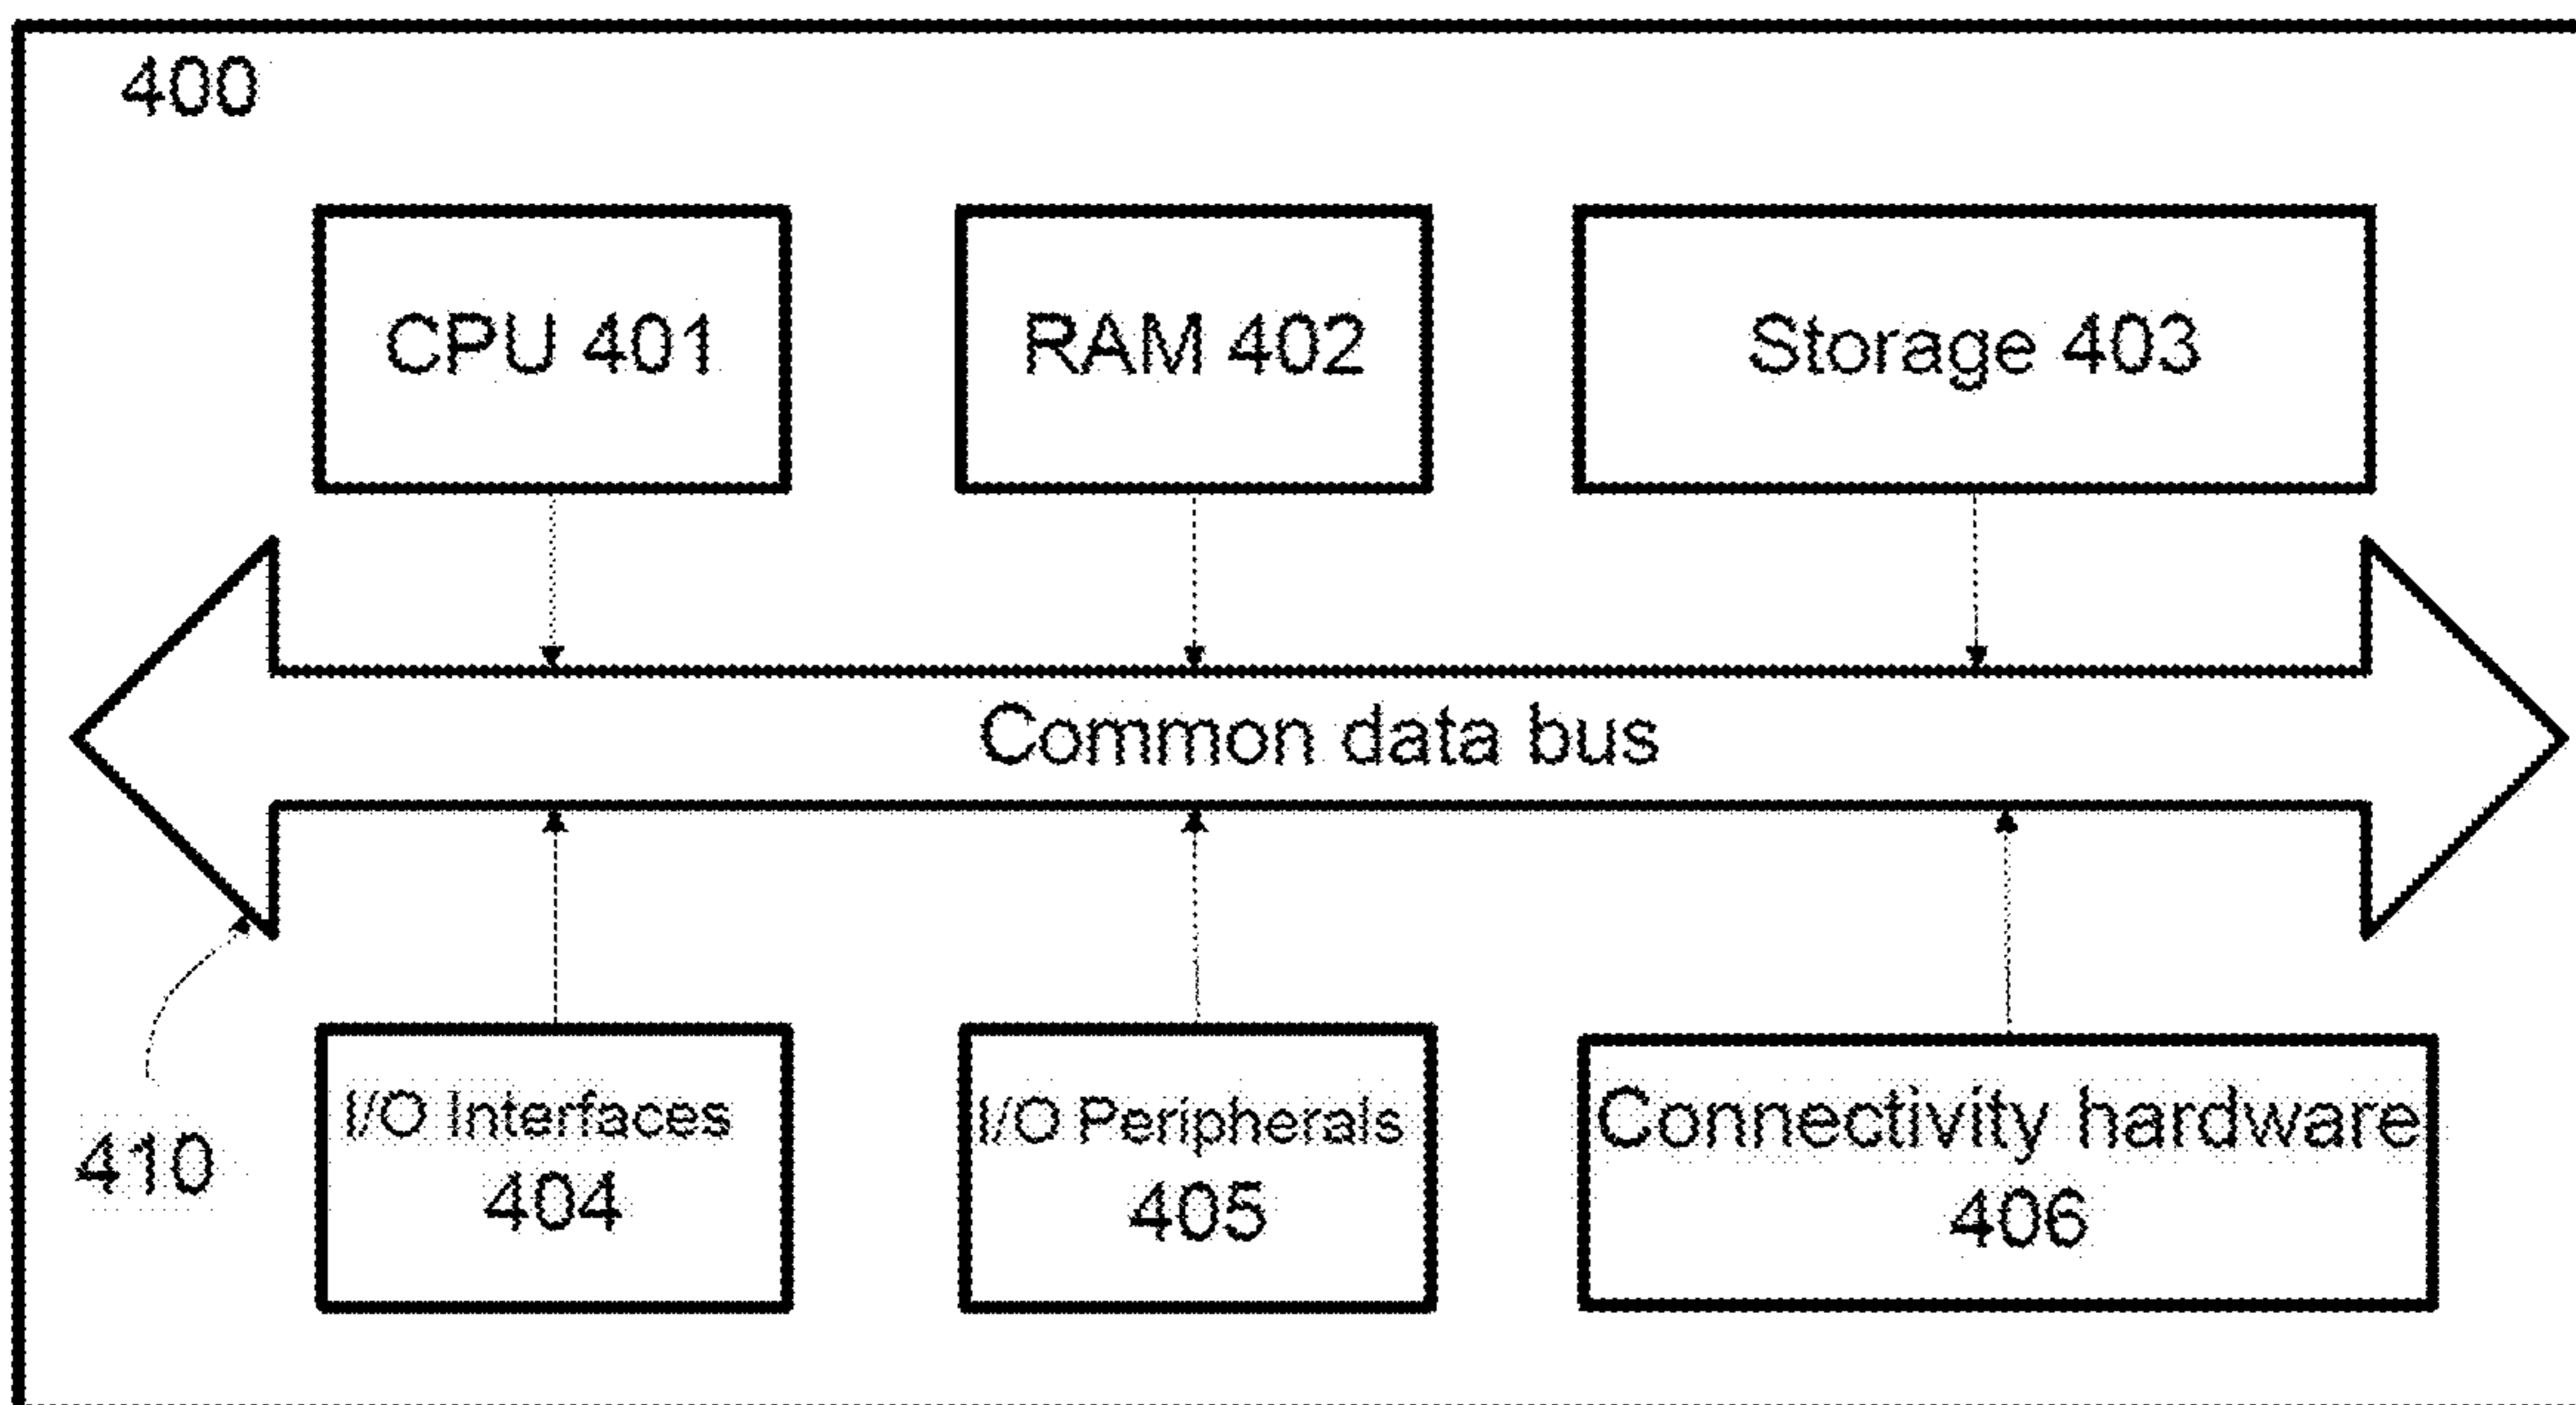 400
CPU 401
RAM 402
Storage 403
Common data bus
410
I/O Interfaces
404
I/O Peripherals
405
Connectivity hardware
406